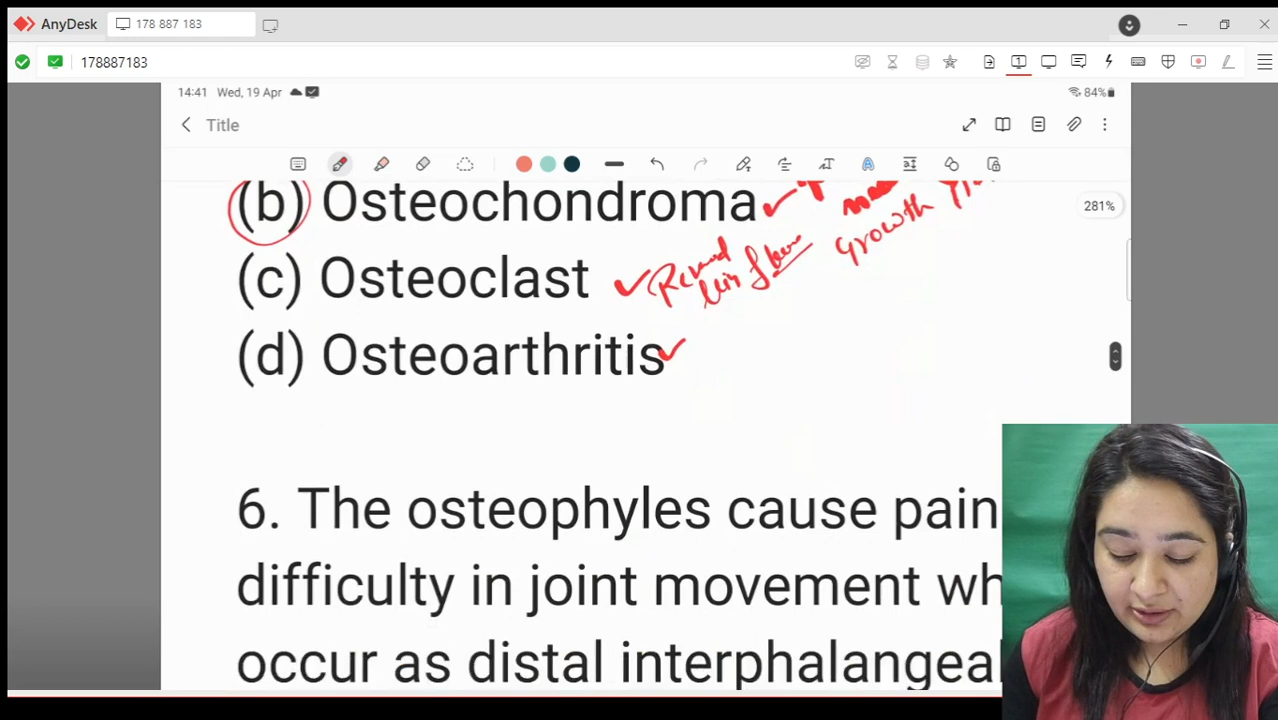 AnyDesk
178 887 183
178887183
14:41 Wed, 19 Apr
84%
Title
281%
(b) Osteochondroma
growth
(c) Osteoclast
(d) Osteoarthritis
6. The osteophyles cause pain
difficulty in joint movement wh
occur as distal interphalangeal